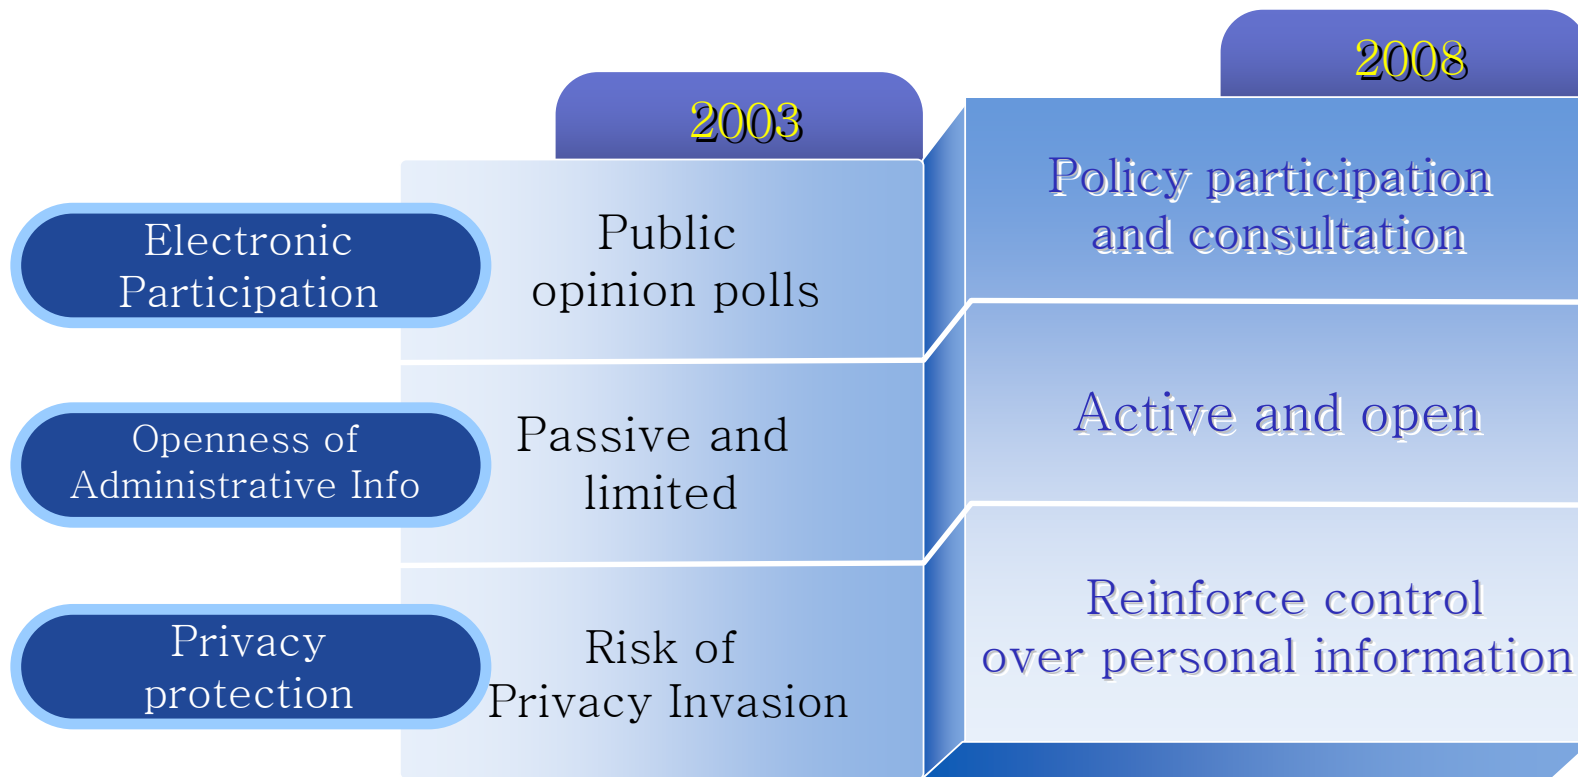 2003
2008
Electronic
Participation
Public
opinion polls
Policy participation
and consultation
Openness of
Administrative Info
Passive and
limited
Active and open
Privacy
protection
Risk of
Privacy Invasion
Reinforce control
over personal information